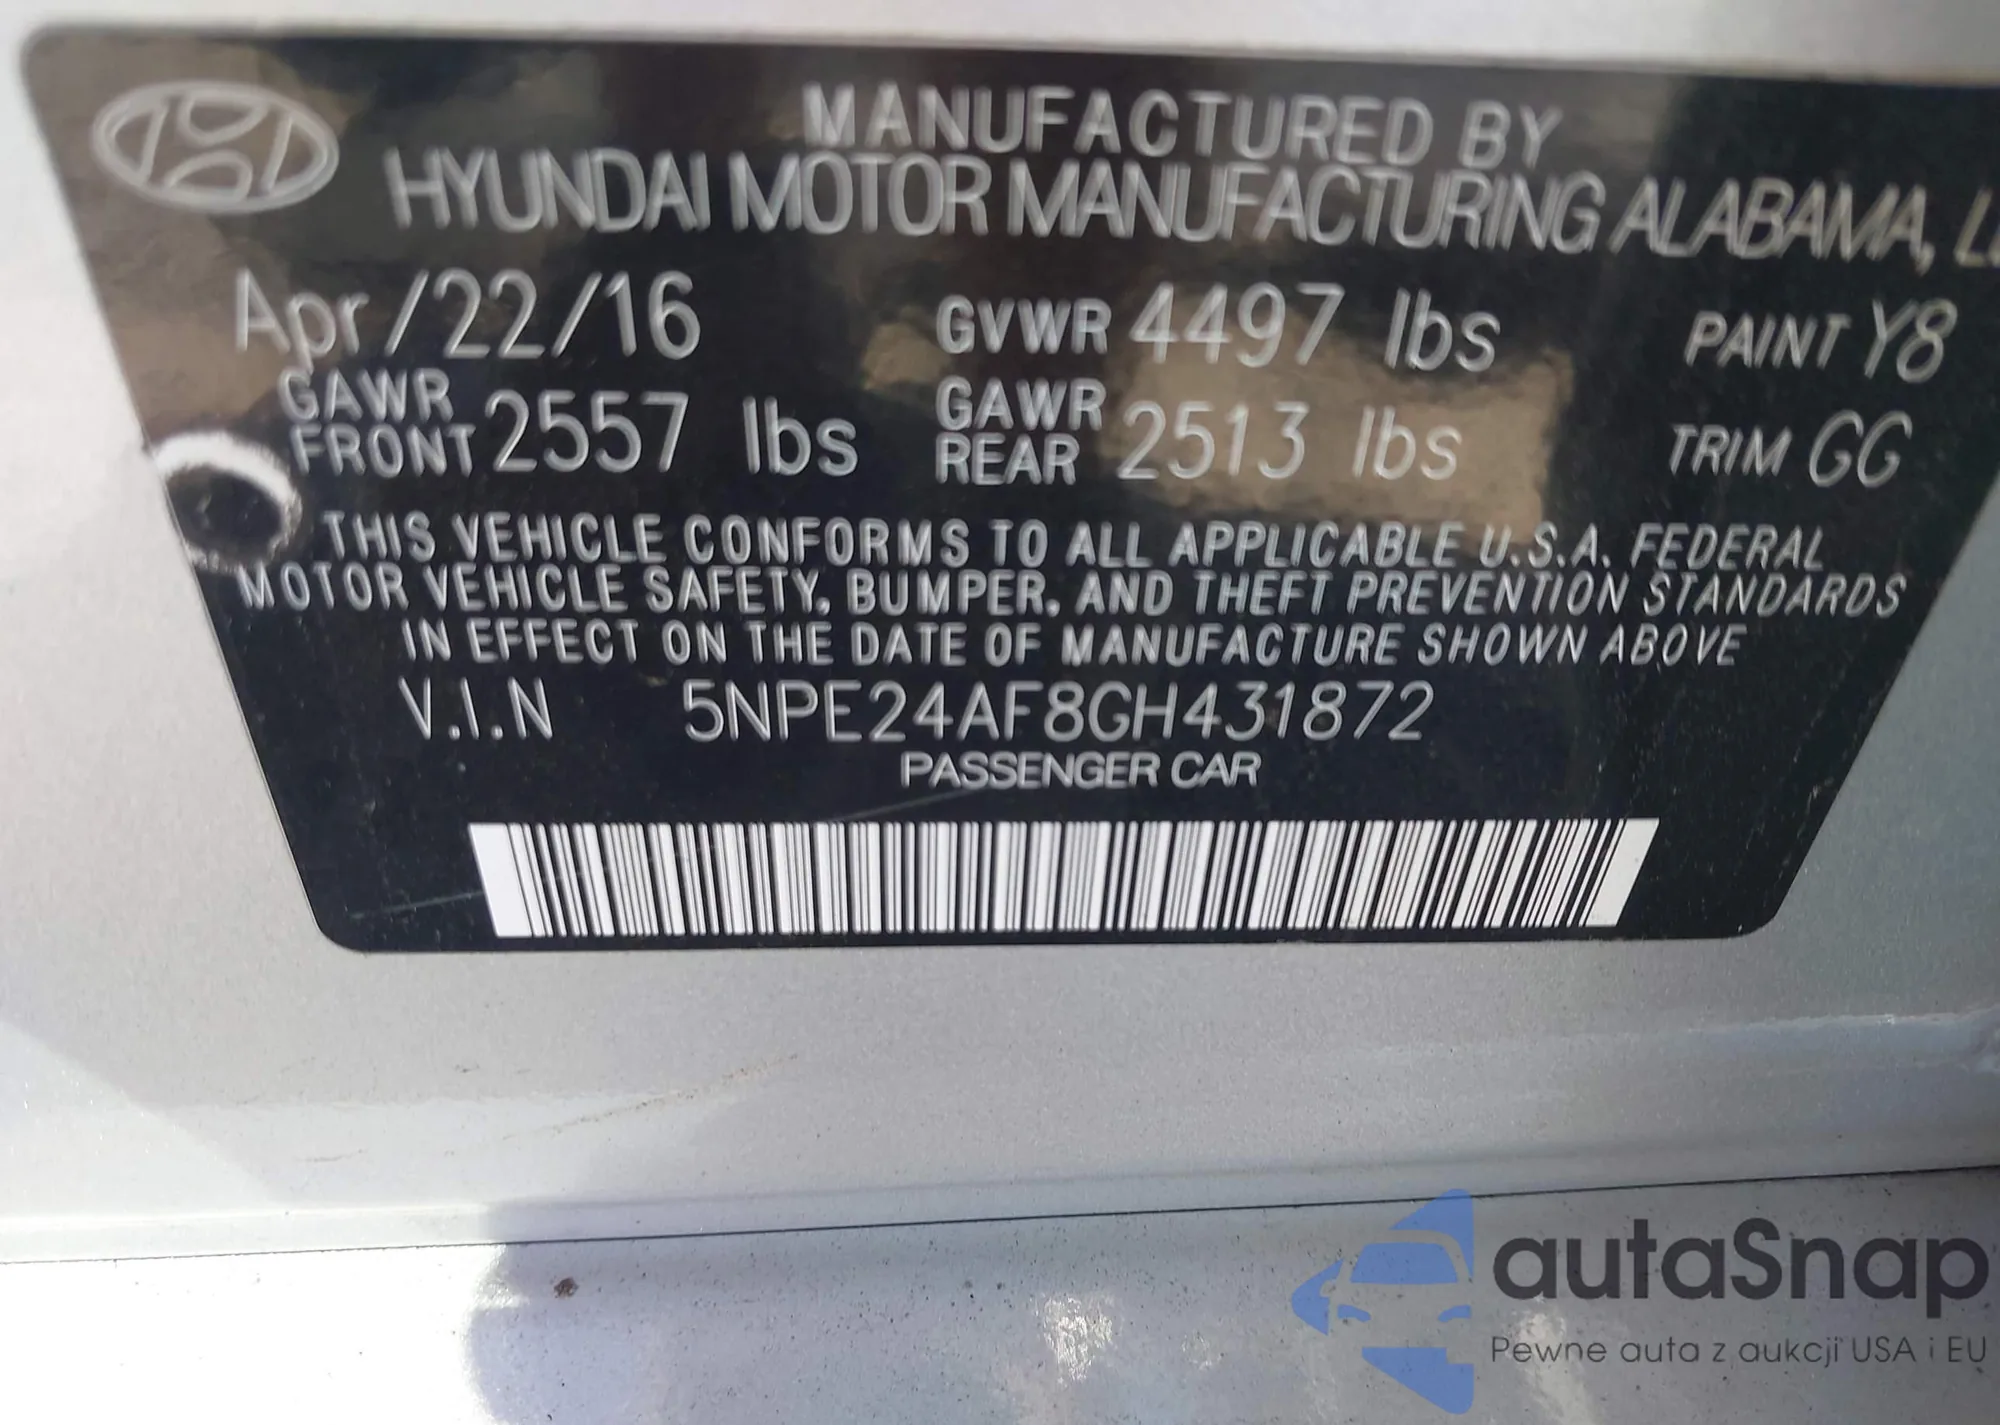 MANUFACTURED BY
HYUNDAI MOTOR MANUFACTURING ALABAMA,
Apr/22/16 GVWR 4497 lbs PAINT Y8
GAWR FRONT 2557 lbs GAWR REAR 2513 lbs TRIM GG
THIS VEHICLE CONFORMS TO ALL APPLICABLE U.S.A. FEDERAL
MOTOR VEHICLE SAFETY, BUMPER, AND THEFT PREVENTION STANDARDS
IN EFFECT ON THE DATE OF MANUFACTURE SHOWN ABOVE
V.I.N 5NPE24AF8GH431872
PASSENGER CAR
autaSnap
Pewne auta z aukcji USA i EU